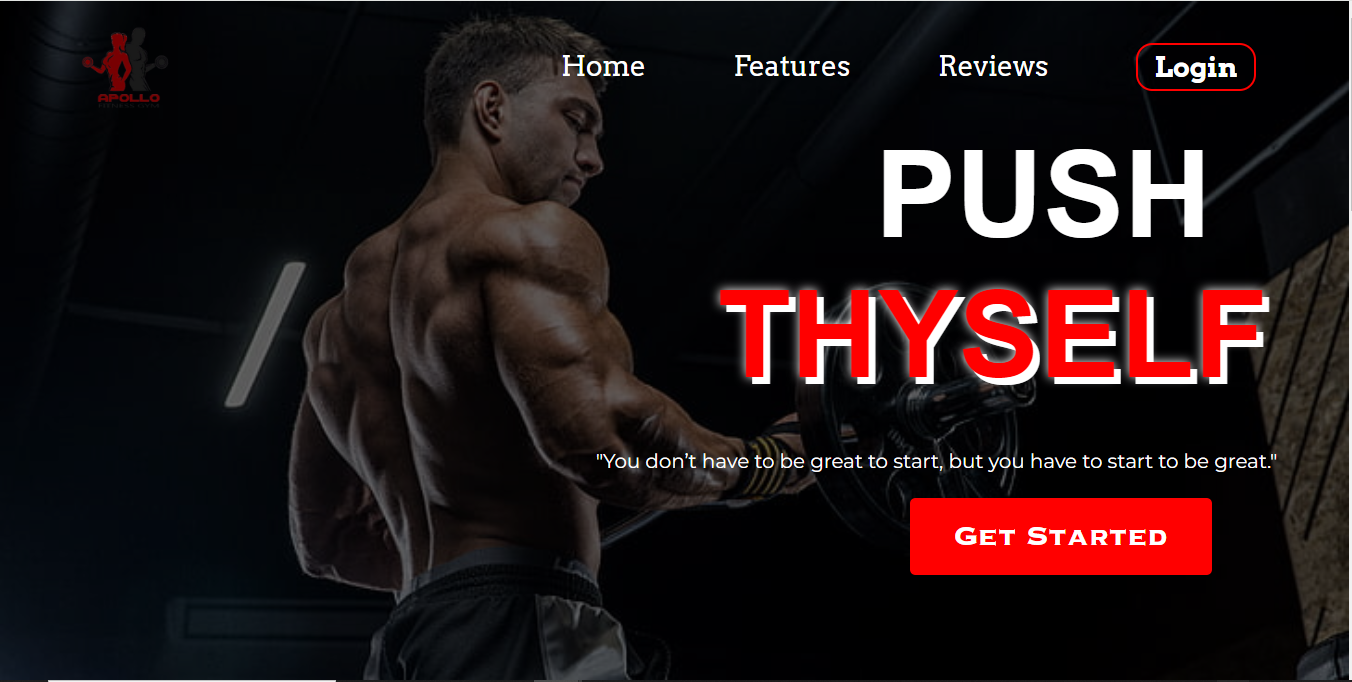 APOLLO
Home Features Reviews Login
PUSH
THYSELF
"You don’t have to be great to start, but you have to start to be great."
Get Started